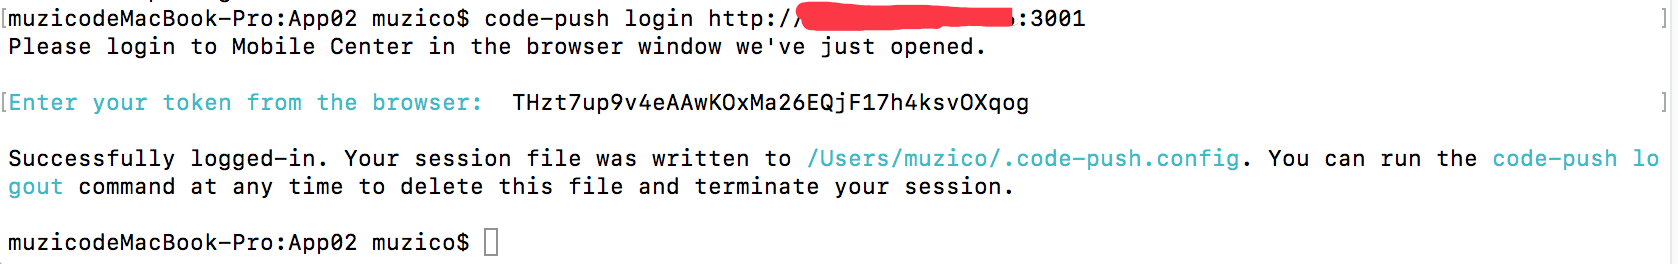 [muzicodeMacBook-Pro:App02 muzico$ code-push login http:// :3001 ]
Please login to Mobile Center in the browser window we've just opened.
[Enter your token from the browser:  THzt7up9v4eAAwKOxMa26EQjF17h4ksvOXqog ]
Successfully logged-in. Your session file was written to /Users/muzico/.code-push.config. You can run the code-push lo
gout command at any time to delete this file and terminate your session.
muzicodeMacBook-Pro:App02 muzico$